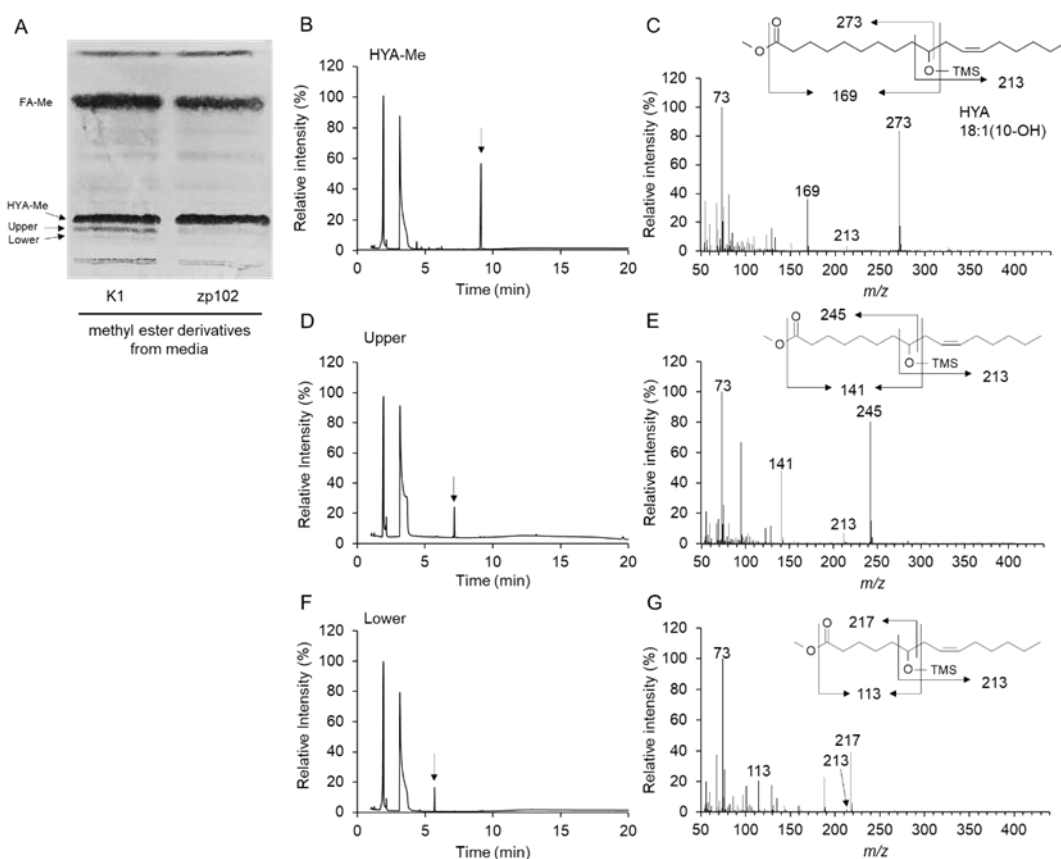 A
FA-Me
HYA-Me
Upper
Lower
K1 zp102
methyl ester derivatives
from media
B
HYA-Me
Relative intensity (%)
120
100
80
60
40
20
0
0 5 10 15 20
Time (min)
C
Relative intensity (%)
120
100
80
60
40
20
0
73
169
213
273
50 100 150 200 250 300 350 400
m/z
273
O
O
O—TMS
213
169
HYA
18:1(10-OH)
D
Upper
Relative Intensity (%)
120
100
80
60
40
20
0
0 5 10 15 20
Time (min)
E
Relative intensity (%)
120
100
80
60
40
20
0
73
141
213
245
50 100 150 200 250 300 350 400
m/z
245
O
O
O—TMS
213
141
F
Lower
Relative Intensity (%)
120
100
80
60
40
20
0
0 5 10 15 20
Time (min)
G
Relative intensity (%)
120
100
80
60
40
20
0
73
113
213
217
50 100 150 200 250 300 350 400
m/z
217
O
O
O—TMS
213
113